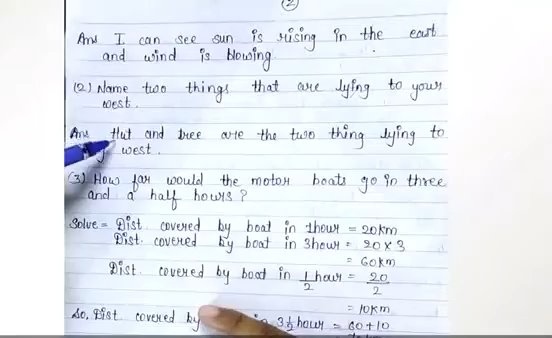 (2)
Ans I can see sun is rising in the east
and wind is blowing
(2) Name two things that are lying to your
west.
Ans Hut and tree are the two thing lying to
west.
(3) How far would the motor boats go in three
and a half hours?
Solve = Dist covered by boat in 1hour = 20km
Dist. covered by boat in 3hour = 20 x 3
= 60km
Dist. covered by boat in 1/2 hour = 20/2
= 10km
So, Dist covered by in 3 1/2 hour = 60+10